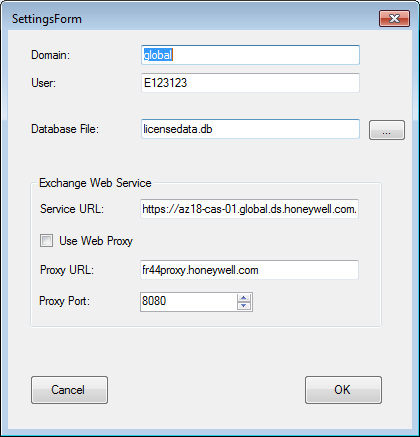 SettingsForm
Domain: global
User: E123123
Database File: licensedata.db ...
Exchange Web Service
Service URL: https://az18-cas-01.global.ds.honeywell.com.
Use Web Proxy
Proxy URL: fr44proxy.honeywell.com
Proxy Port: 8080
Cancel OK